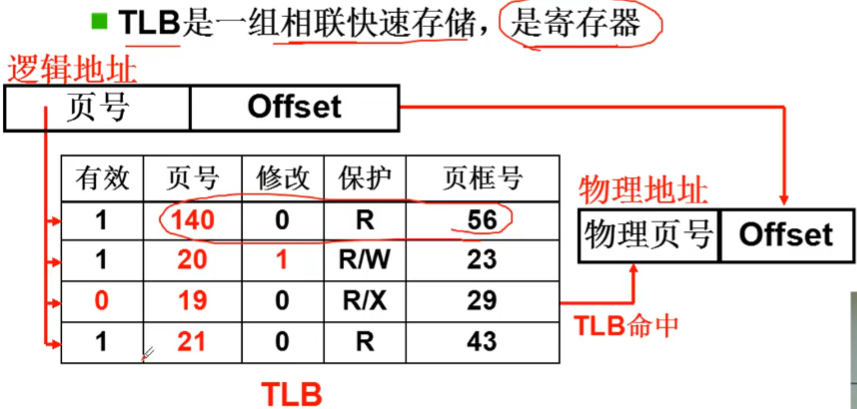 TLB是一组相联快速存储，是寄存器
逻辑地址
页号 Offset
有效 页号 修改 保护 页框号
1 140 0 R 56
1 20 1 R/W 23
0 19 0 R/X 29
1 21 0 R 43
物理地址
物理页号 Offset
TLB命中
TLB